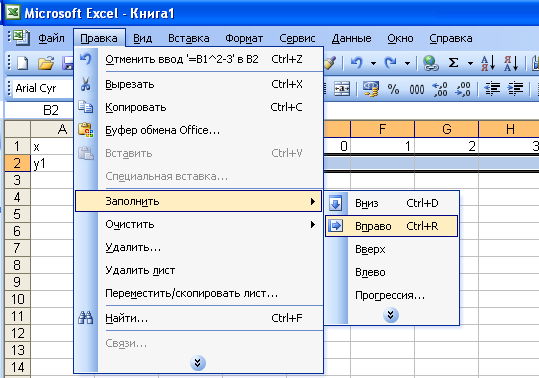 Microsoft Excel - Книга1
Файл Правка Вид Вставка Формат Сервис Данные Окно Справка
Arial Cyr % 000
B2
A F G H
1 x 0 1 2 3
2 y1
3
4
5
6
7
8
9
10
11
12
13
14
Отменить ввод '=B1^2-3' в B2 Ctrl+Z
Вырезать Ctrl+X
Копировать Ctrl+C
Буфер обмена Office...
Вставить Ctrl+V
Специальная вставка...
Заполнить
Очистить
Удалить...
Удалить лист
Переместить/скопировать лист...
Найти... Ctrl+F
Связи...
Вниз Ctrl+D
Вправо Ctrl+R
Вверх
Влево
Прогрессия...